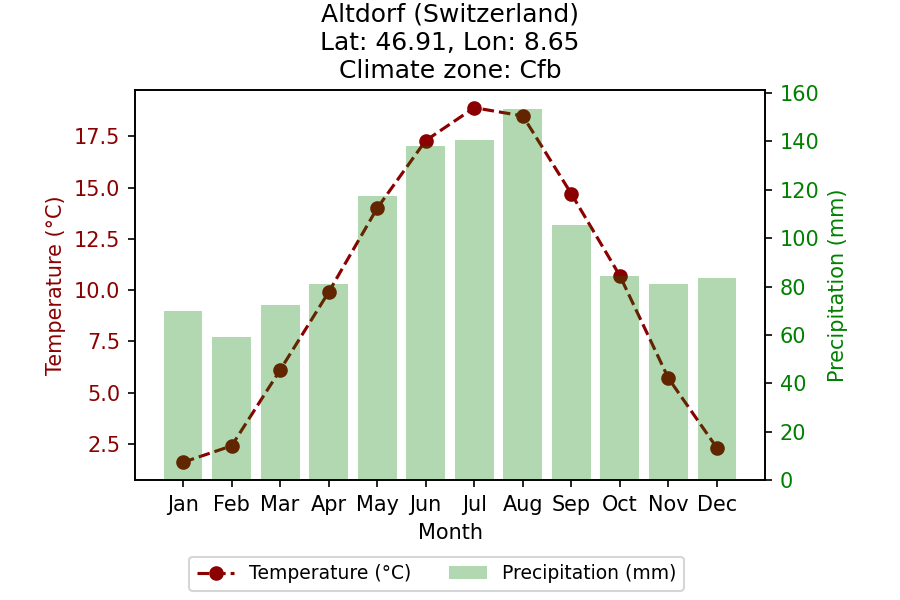 Altdorf (Switzerland)
Lat: 46.91, Lon: 8.65
Climate zone: Cfb
Temperature (°C)
17.5
15.0
12.5
10.0
7.5
5.0
2.5
160
140
120
100
80
60
40
20
0
Precipitation (mm)
Jan Feb Mar Apr May Jun Jul Aug Sep Oct Nov Dec
Month
Temperature (°C) Precipitation (mm)